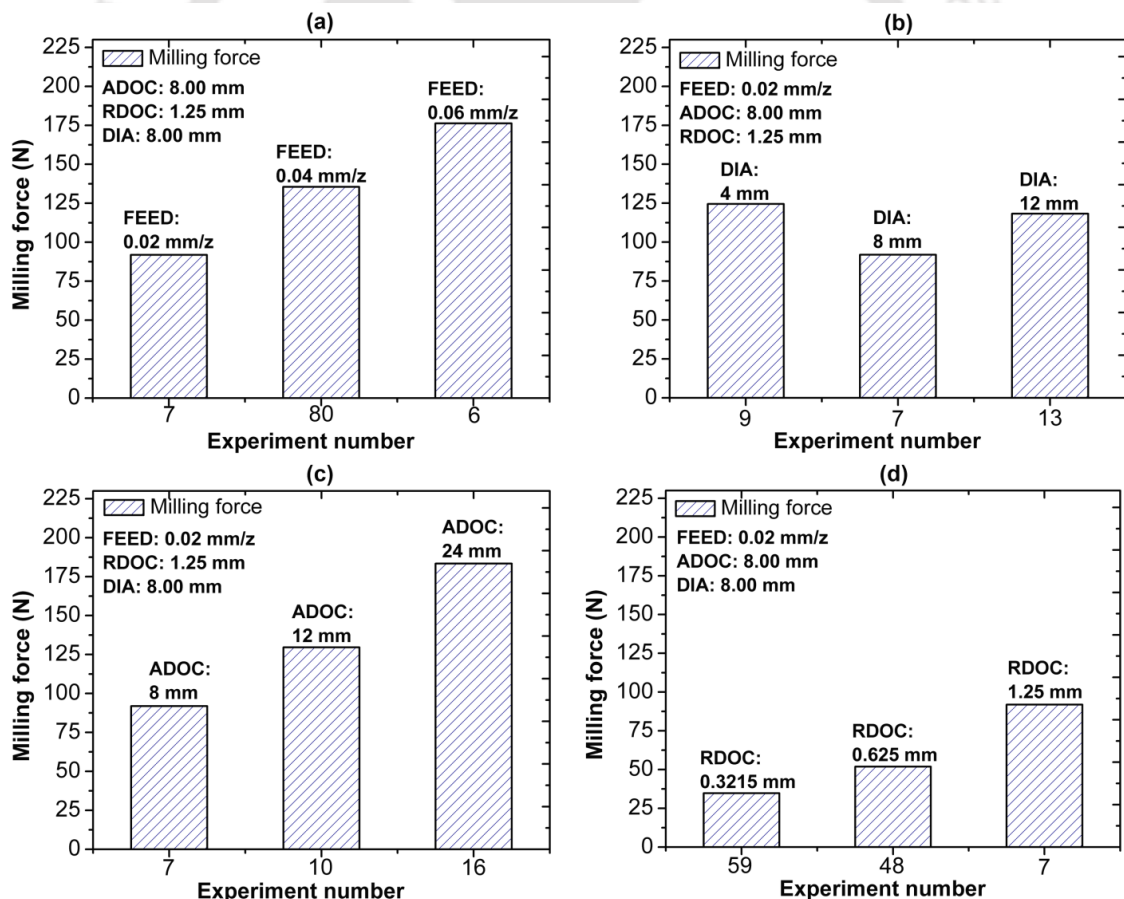 (a)
225
200
175
150
125
100
75
50
25
0
Milling force (N)
Milling force
ADOC: 8.00 mm
RDOC: 1.25 mm
DIA: 8.00 mm
FEED:
0.02 mm/z
FEED:
0.04 mm/z
FEED:
0.06 mm/z
7 80 6
Experiment number
(b)
225
200
175
150
125
100
75
50
25
0
Milling force (N)
Milling force
FEED: 0.02 mm/z
ADOC: 8.00 mm
RDOC: 1.25 mm
DIA:
4 mm
DIA:
8 mm
DIA:
12 mm
9 7 13
Experiment number
(c)
225
200
175
150
125
100
75
50
25
0
Milling force (N)
Milling force
FEED: 0.02 mm/z
RDOC: 1.25 mm
DIA: 8.00 mm
ADOC:
8 mm
ADOC:
12 mm
ADOC:
24 mm
7 10 16
Experiment number
(d)
225
200
175
150
125
100
75
50
25
0
Milling force (N)
Milling force
FEED: 0.02 mm/z
ADOC: 8.00 mm
DIA: 8.00 mm
RDOC:
0.3215 mm
RDOC:
0.625 mm
RDOC:
1.25 mm
59 48 7
Experiment number